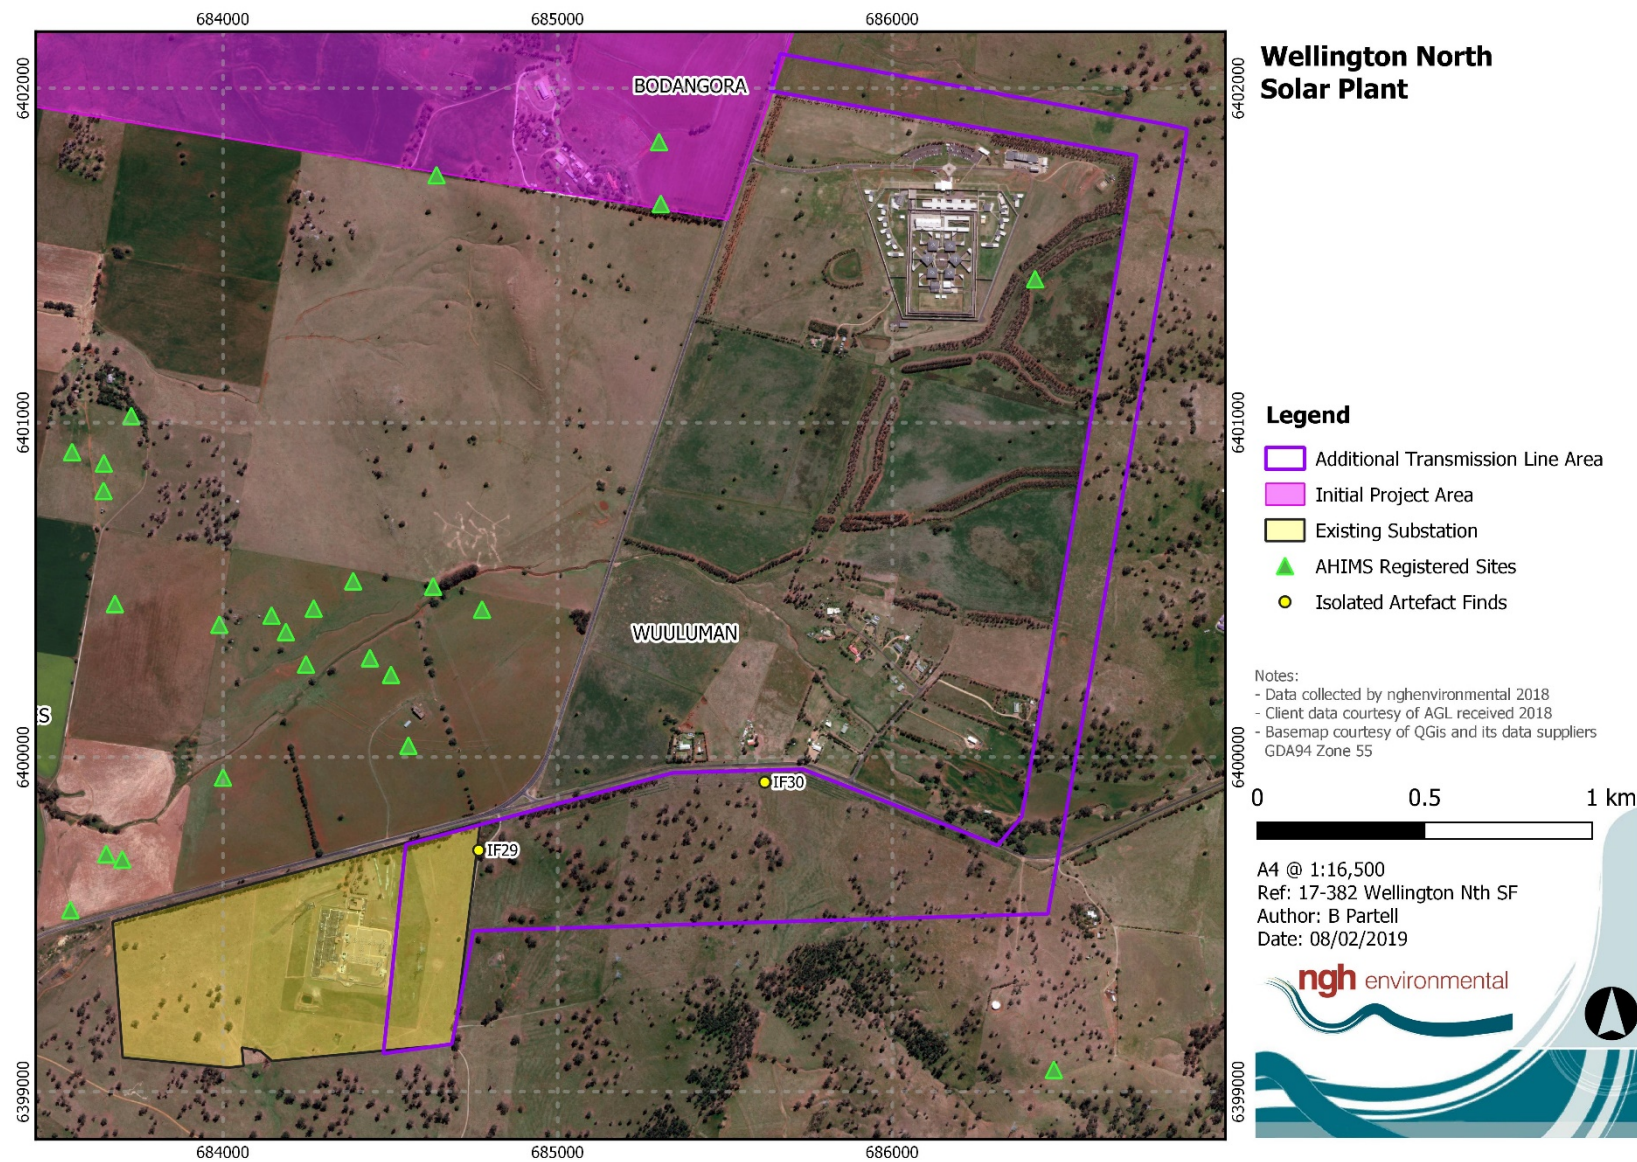 684000
685000
686000
6402000
6402000
Wellington North
Solar Plant
BODANGORA
6401000
6401000
Legend
Additional Transmission Line Area
Initial Project Area
Existing Substation
AHIMS Registered Sites
Isolated Artefact Finds
WUULUMAN
Notes:
- Data collected by nghenvironmental 2018
- Client data courtesy of AGL received 2018
- Basemap courtesy of QGis and its data suppliers
GDA94 Zone 55
ES
6400000
6400000
IF30
0 0.5 1 km
IF29
A4 @ 1:16,500
Ref: 17-382 Wellington Nth SF
Author: B Partell
Date: 08/02/2019
ngh environmental
6399000
6399000
684000
685000
686000